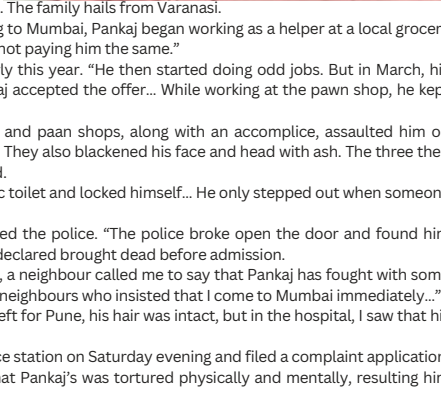 . The family hails from Varanasi.
g to Mumbai, Pankaj began working as a helper at a local grocer
not paying him the same.”
rly this year. “He then started doing odd jobs. But in March, hi
aj accepted the offer... While working at the pawn shop, he kep
and paan shops, along with an accomplice, assaulted him o
They also blackened his face and head with ash. The three the
d.
c toilet and locked himself... He only stepped out when someon
ed the police. “The police broke open the door and found hir
declared brought dead before admission.
, a neighbour called me to say that Pankaj has fought with som
neighbours who insisted that I come to Mumbai immediately...”
eft for Pune, his hair was intact, but in the hospital, I saw that hi
ce station on Saturday evening and filed a complaint application
nat Pankaj’s was tortured physically and mentally, resulting hir